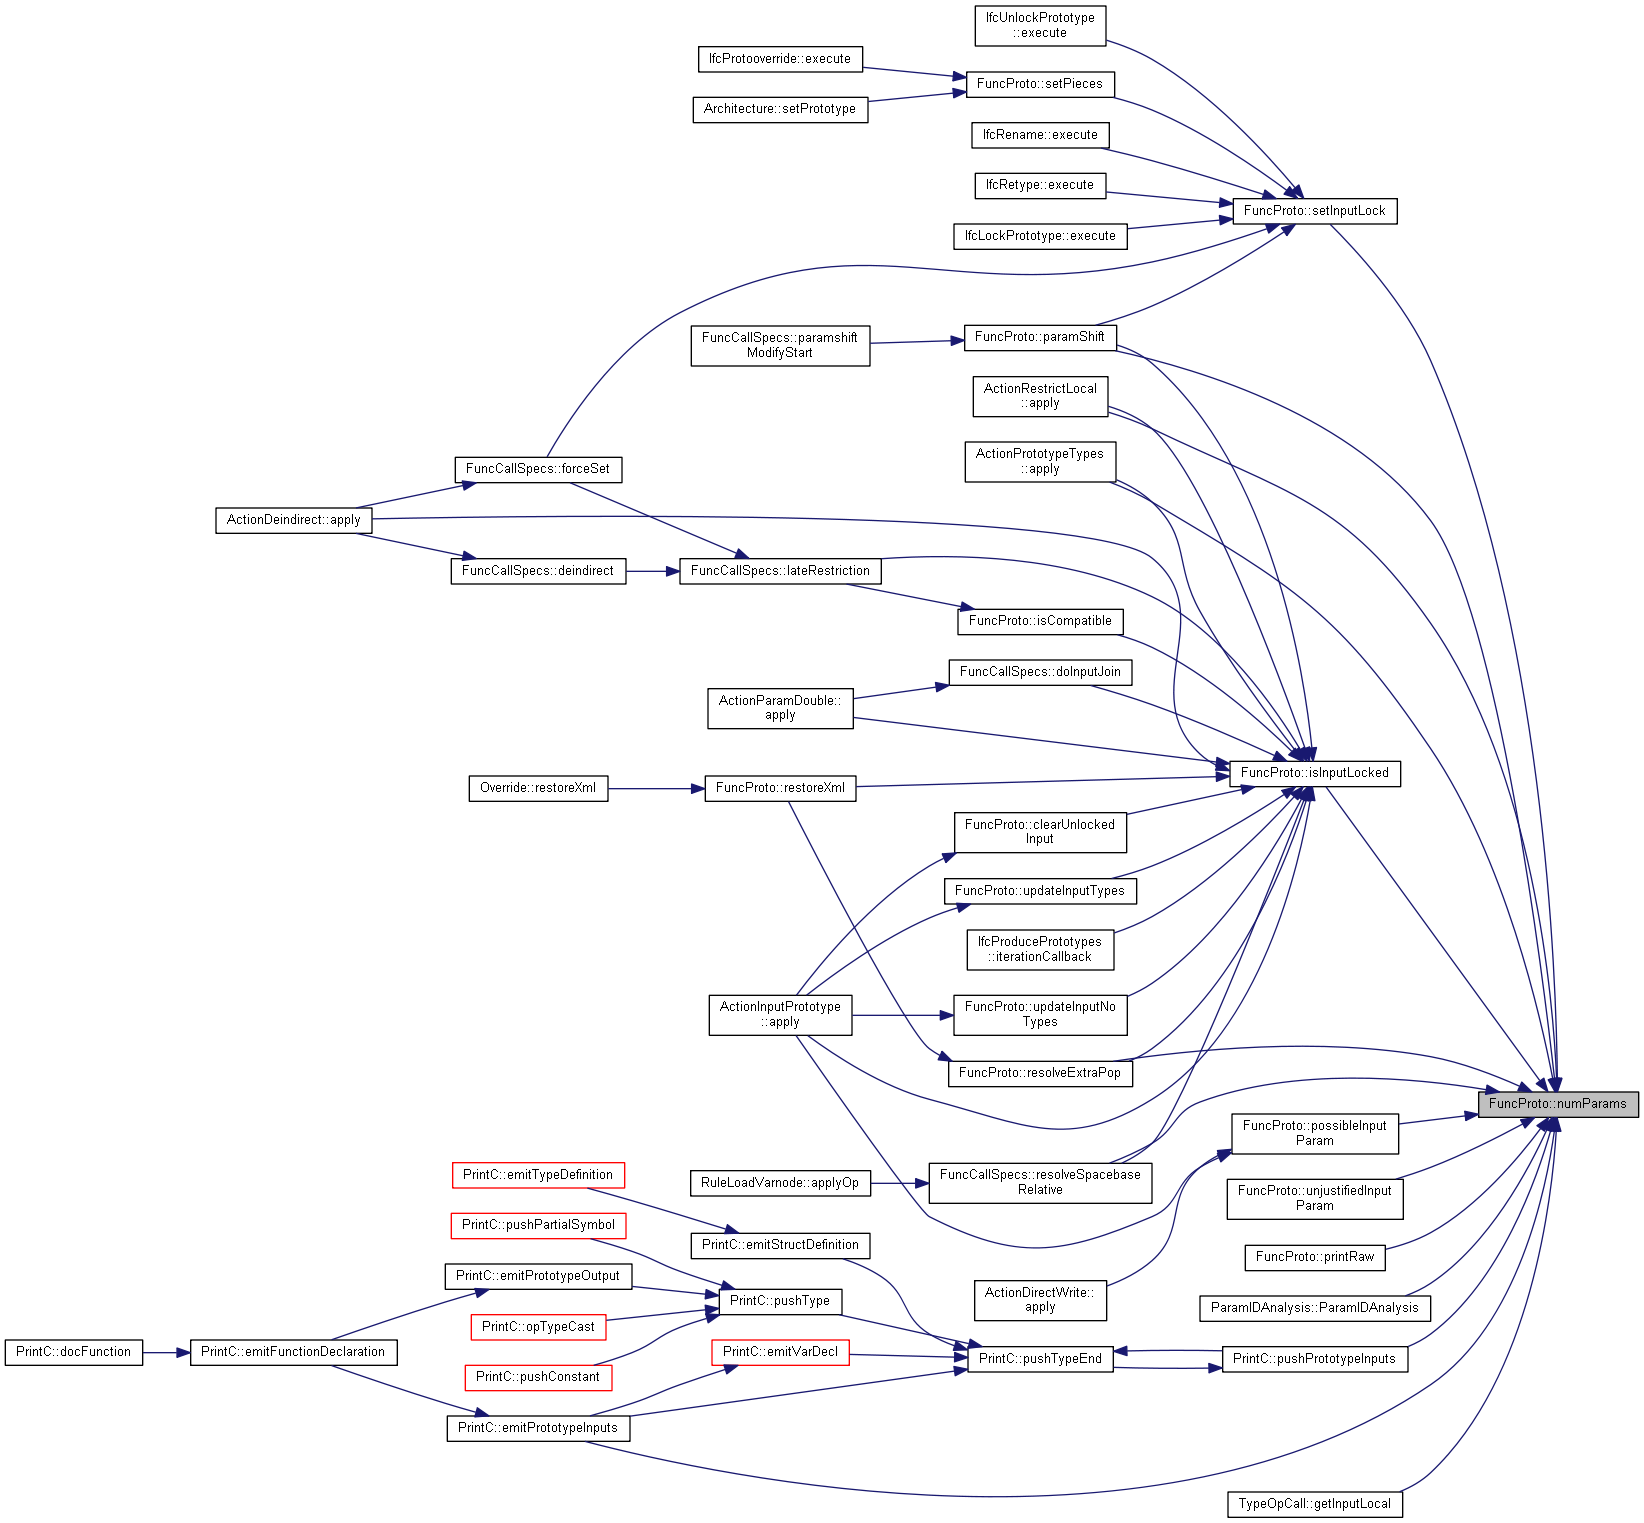 IfcUnlockPrototype
::execute
IfcProtooverride::execute
FuncProto::setPieces
Architecture::setPrototype
IfcRename::execute
IfcRetype::execute
FuncProto::setInputLock
IfcLockPrototype::execute
FuncCallSpecs::paramshift
ModifyStart
FuncProto::paramShift
ActionRestrictLocal
::apply
ActionPrototypeTypes
::apply
FuncCallSpecs::forceSet
ActionDeindirect::apply
FuncCallSpecs::deindirect
FuncCallSpecs::lateRestriction
FuncProto::isCompatible
FuncCallSpecs::doInputJoin
ActionParamDouble::
apply
FuncProto::isInputLocked
Override::restoreXml
FuncProto::restoreXml
FuncProto::clearUnlocked
Input
FuncProto::updateInputTypes
IfcProducePrototypes
::iterationCallback
ActionInputPrototype
::apply
FuncProto::updateInputNo
Types
FuncProto::resolveExtraPop
FuncProto::numParams
FuncProto::possibleInput
Param
PrintC::emitTypeDefinition
RuleLoadVarnode::applyOp
FuncCallSpecs::resolveSpacebase
Relative
FuncProto::unjustifiedInput
Param
PrintC::pushPartialSymbol
PrintC::emitStructDefinition
FuncProto::printRaw
PrintC::emitPrototypeOutput
PrintC::pushType
ActionDirectWrite::
apply
ParamIDAnalysis::ParamIDAnalysis
PrintC::opTypeCast
PrintC::docFunction
PrintC::emitFunctionDeclaration
PrintC::emitVarDecl
PrintC::pushTypeEnd
PrintC::pushPrototypeInputs
PrintC::pushConstant
PrintC::emitPrototypeInputs
TypeOpCall::getInputLocal